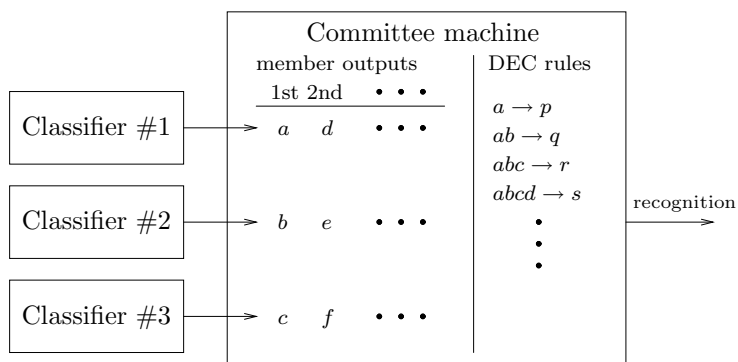 Committee machine
member outputs
DEC rules
1st 2nd • • •
Classifier #1
a d • • •
a → p
ab → q
abc → r
abcd → s
Classifier #2
b e • • •
recognition
Classifier #3
c f • • •